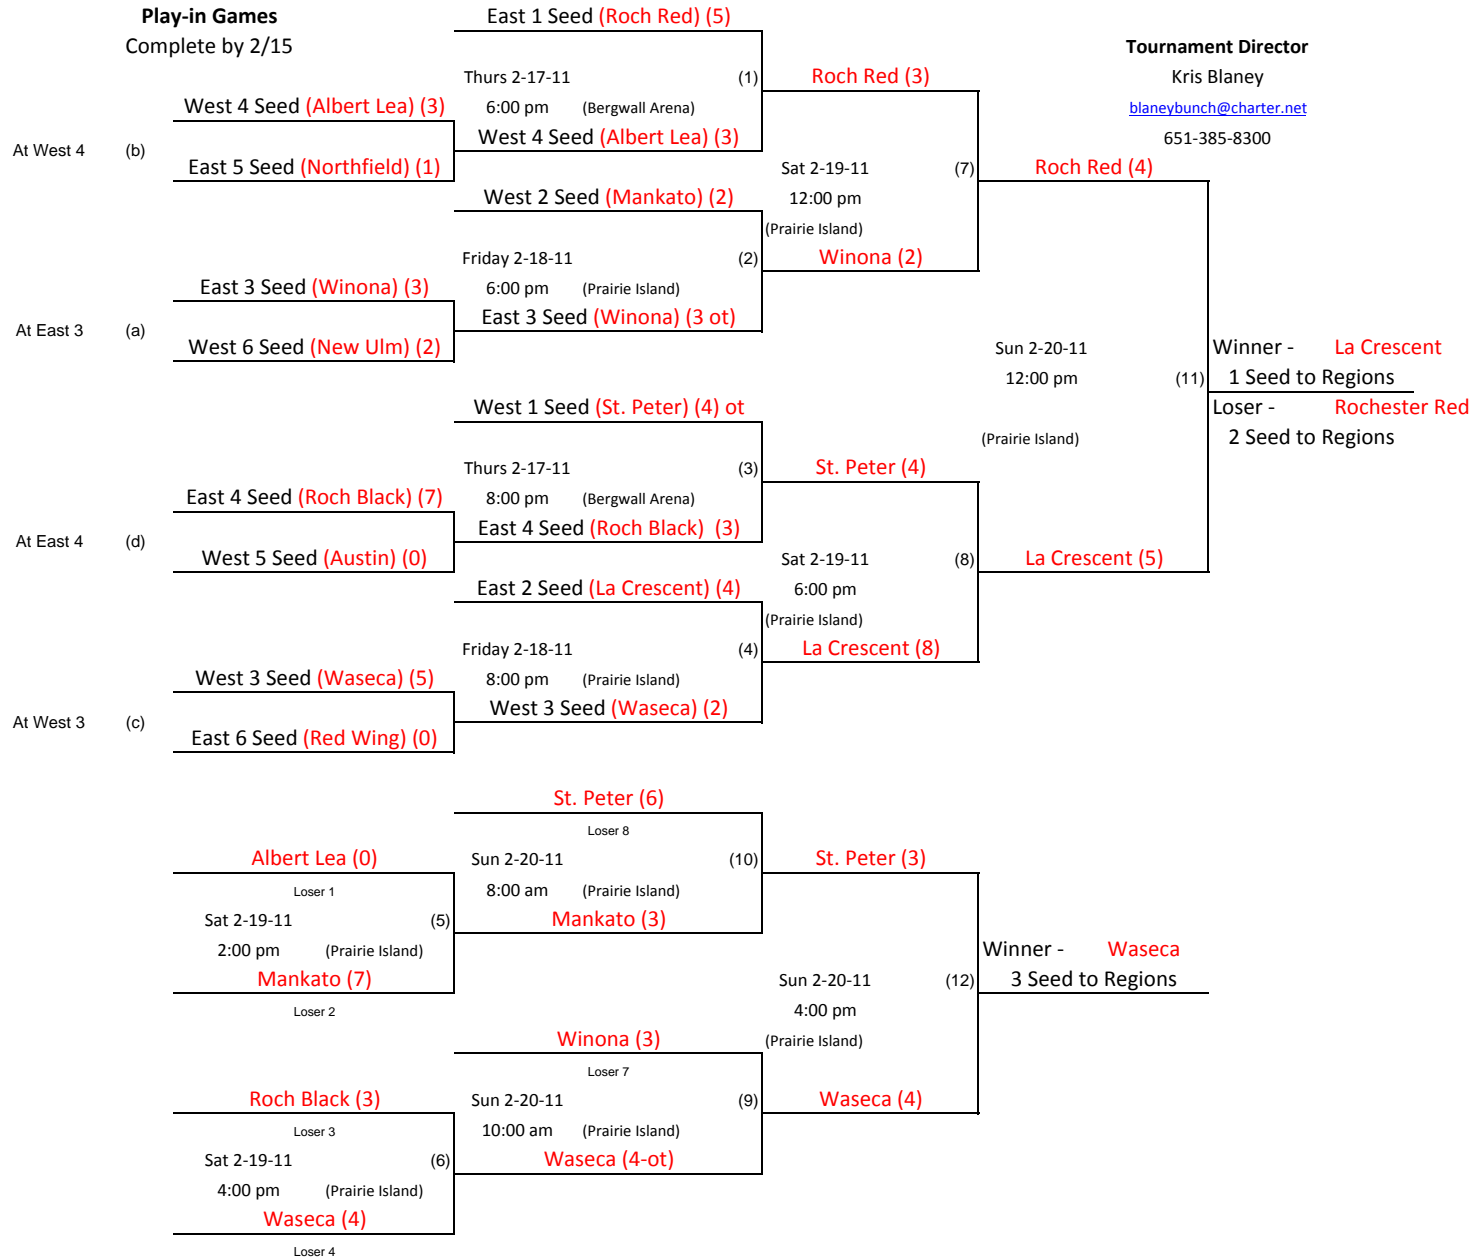 Play-in Games
Complete by 2/15
East 1 Seed (Roch Red) (5)
Tournament Director
Kris Blaney
blaneybunch@charter.net
651-385-8300
Thurs 2-17-11 (1)
6:00 pm (Bergwall Arena)
Roch Red (3)
West 4 Seed (Albert Lea) (3)
At West 4 (b)
West 4 Seed (Albert Lea) (3)
East 5 Seed (Northfield) (1)
Sat 2-19-11 (7)
12:00 pm
(Prairie Island)
Roch Red (4)
West 2 Seed (Mankato) (2)
Friday 2-18-11 (2)
6:00 pm (Prairie Island)
Winona (2)
East 3 Seed (Winona) (3)
At East 3 (a)
East 3 Seed (Winona) (3 ot)
West 6 Seed (New Ulm) (2)
Sun 2-20-11
12:00 pm (11)
(Prairie Island)
Winner - La Crescent
1 Seed to Regions
Loser - Rochester Red
2 Seed to Regions
West 1 Seed (St. Peter) (4) ot
Thurs 2-17-11 (3)
8:00 pm (Bergwall Arena)
St. Peter (4)
East 4 Seed (Roch Black) (7)
At East 4 (d)
East 4 Seed (Roch Black) (3)
West 5 Seed (Austin) (0)
Sat 2-19-11 (8)
6:00 pm
(Prairie Island)
La Crescent (5)
East 2 Seed (La Crescent) (4)
Friday 2-18-11 (4)
8:00 pm (Prairie Island)
La Crescent (8)
West 3 Seed (Waseca) (5)
At West 3 (c)
West 3 Seed (Waseca) (2)
East 6 Seed (Red Wing) (0)
St. Peter (6)
Loser 8
Albert Lea (0)
Loser 1
Sun 2-20-11 (10)
8:00 am (Prairie Island)
St. Peter (3)
Sat 2-19-11 (5)
2:00 pm (Prairie Island)
Mankato (3)
Mankato (7)
Loser 2
Sun 2-20-11 (12)
4:00 pm
(Prairie Island)
Winner - Waseca
3 Seed to Regions
Winona (3)
Loser 7
Roch Black (3)
Loser 3
Sun 2-20-11 (9)
10:00 am (Prairie Island)
Waseca (4)
Sat 2-19-11 (6)
4:00 pm (Prairie Island)
Waseca (4-ot)
Waseca (4)
Loser 4